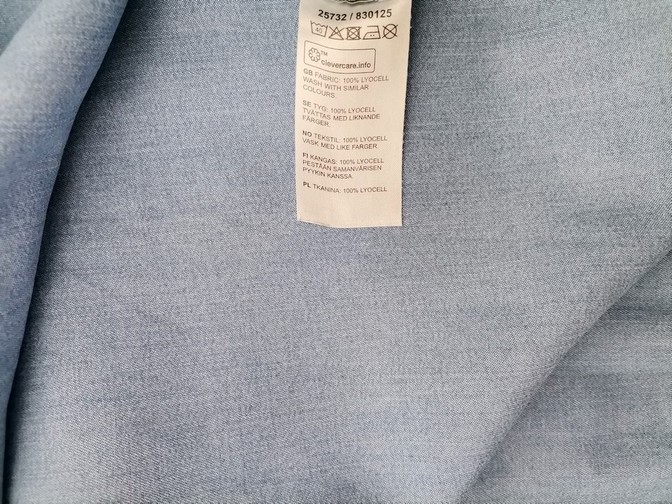 25732 / 830125
40
TM
clevercare.info
GB FABRIC: 100% LYOCELL
WASH WITH SIMILAR
COLOURS.
SE TYG: 100% LYOCELL
TVÄTTAS MED LIKNANDE
FÄRGER.
NO TEKSTIL: 100% LYOCELL
VASK MED LIKE FARGER.
FI KANGAS: 100% LYOCELL
PESTÄÄN SAMANVÄRISEN
PYYKIN KANSSA.
PL TKANINA: 100% LYOCELL